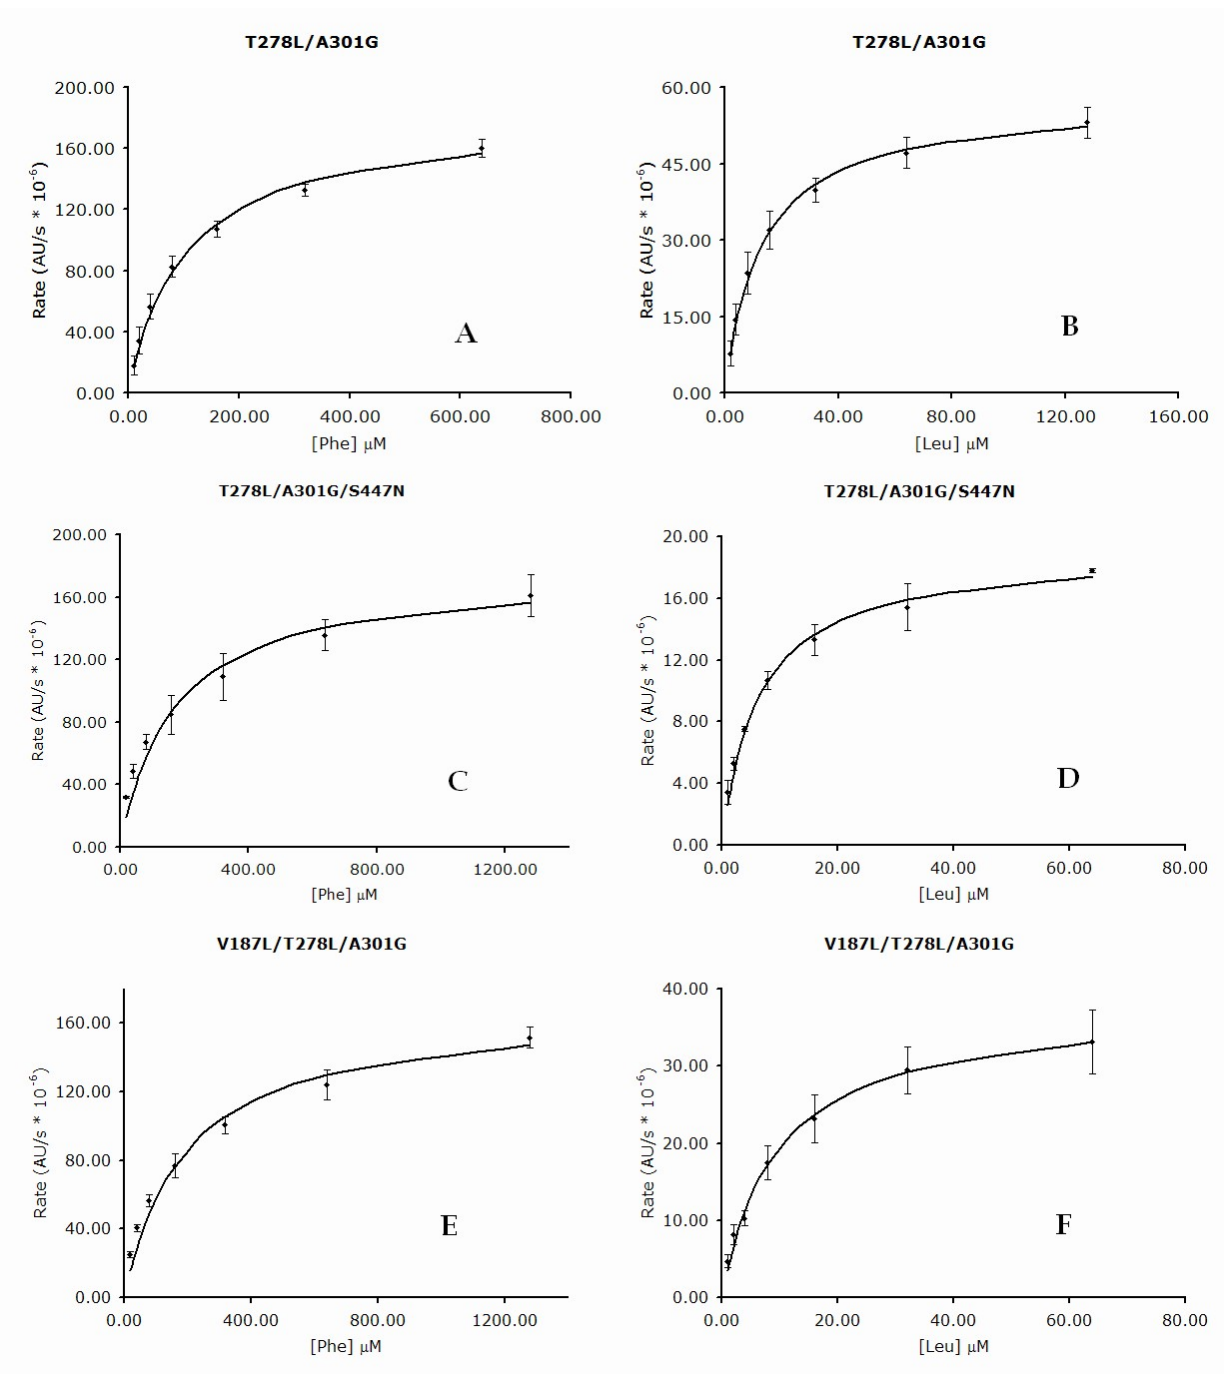 T278L/A301G
200.00
160.00
120.00
80.00
40.00
0.00
Rate (AU/s * 10^-6)
0.00 200.00 400.00 600.00 800.00
[Phe] μM
A
T278L/A301G
60.00
45.00
30.00
15.00
0.00
Rate (AU/s * 10^-6)
0.00 40.00 80.00 120.00 160.00
[Leu] μM
B
T278L/A301G/S447N
200.00
160.00
120.00
80.00
40.00
0.00
Rate (AU/s * 10^-6)
0.00 400.00 800.00 1200.00
[Phe] μM
C
T278L/A301G/S447N
20.00
16.00
12.00
8.00
4.00
0.00
Rate (AU/s * 10^-6)
0.00 20.00 40.00 60.00 80.00
[Leu] μM
D
V187L/T278L/A301G
160.00
120.00
80.00
40.00
0.00
Rate (AU/s * 10^-6)
0.00 400.00 800.00 1200.00
[Phe] μM
E
V187L/T278L/A301G
40.00
30.00
20.00
10.00
0.00
Rate (AU/s * 10^-6)
0.00 20.00 40.00 60.00 80.00
[Leu] μM
F